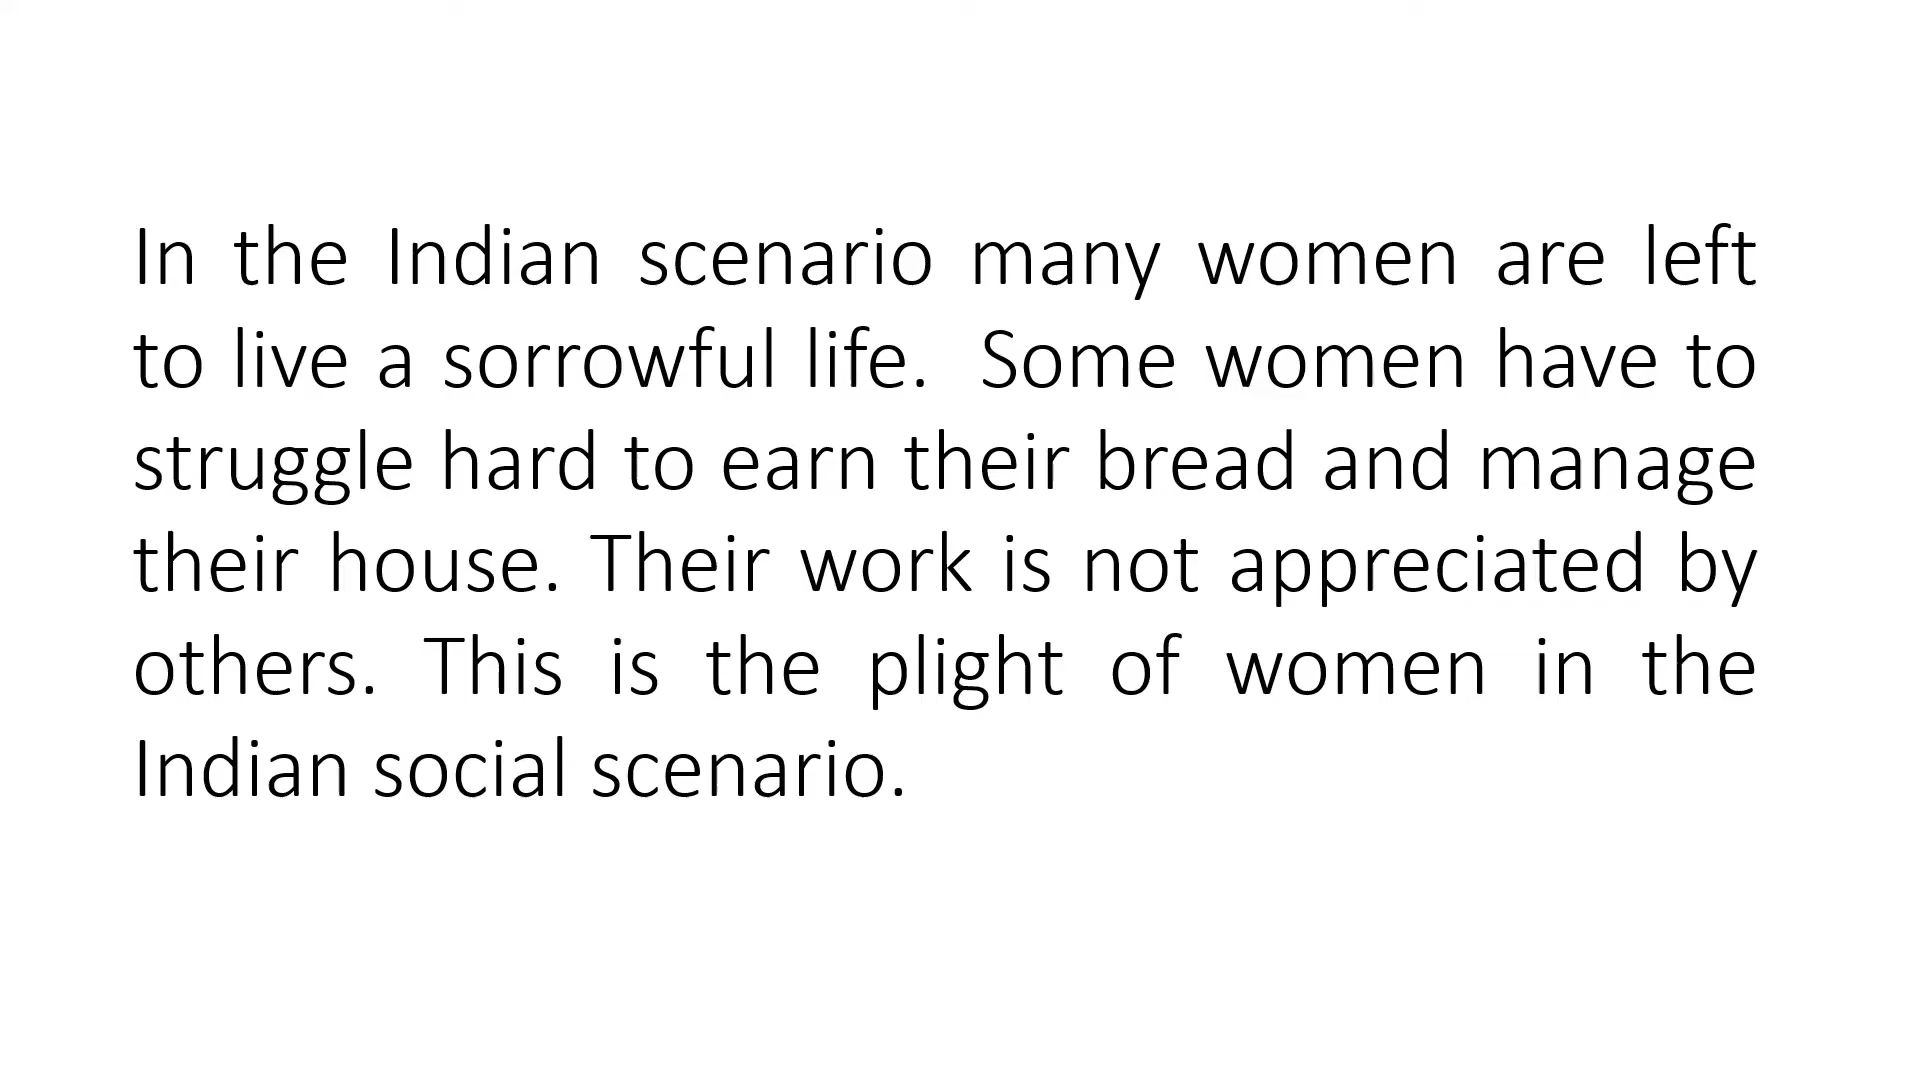 In the Indian scenario many women are left
to live a sorrowful life.  Some women have to
struggle hard to earn their bread and manage
their house. Their work is not appreciated by
others. This is the plight of women in the
Indian social scenario.